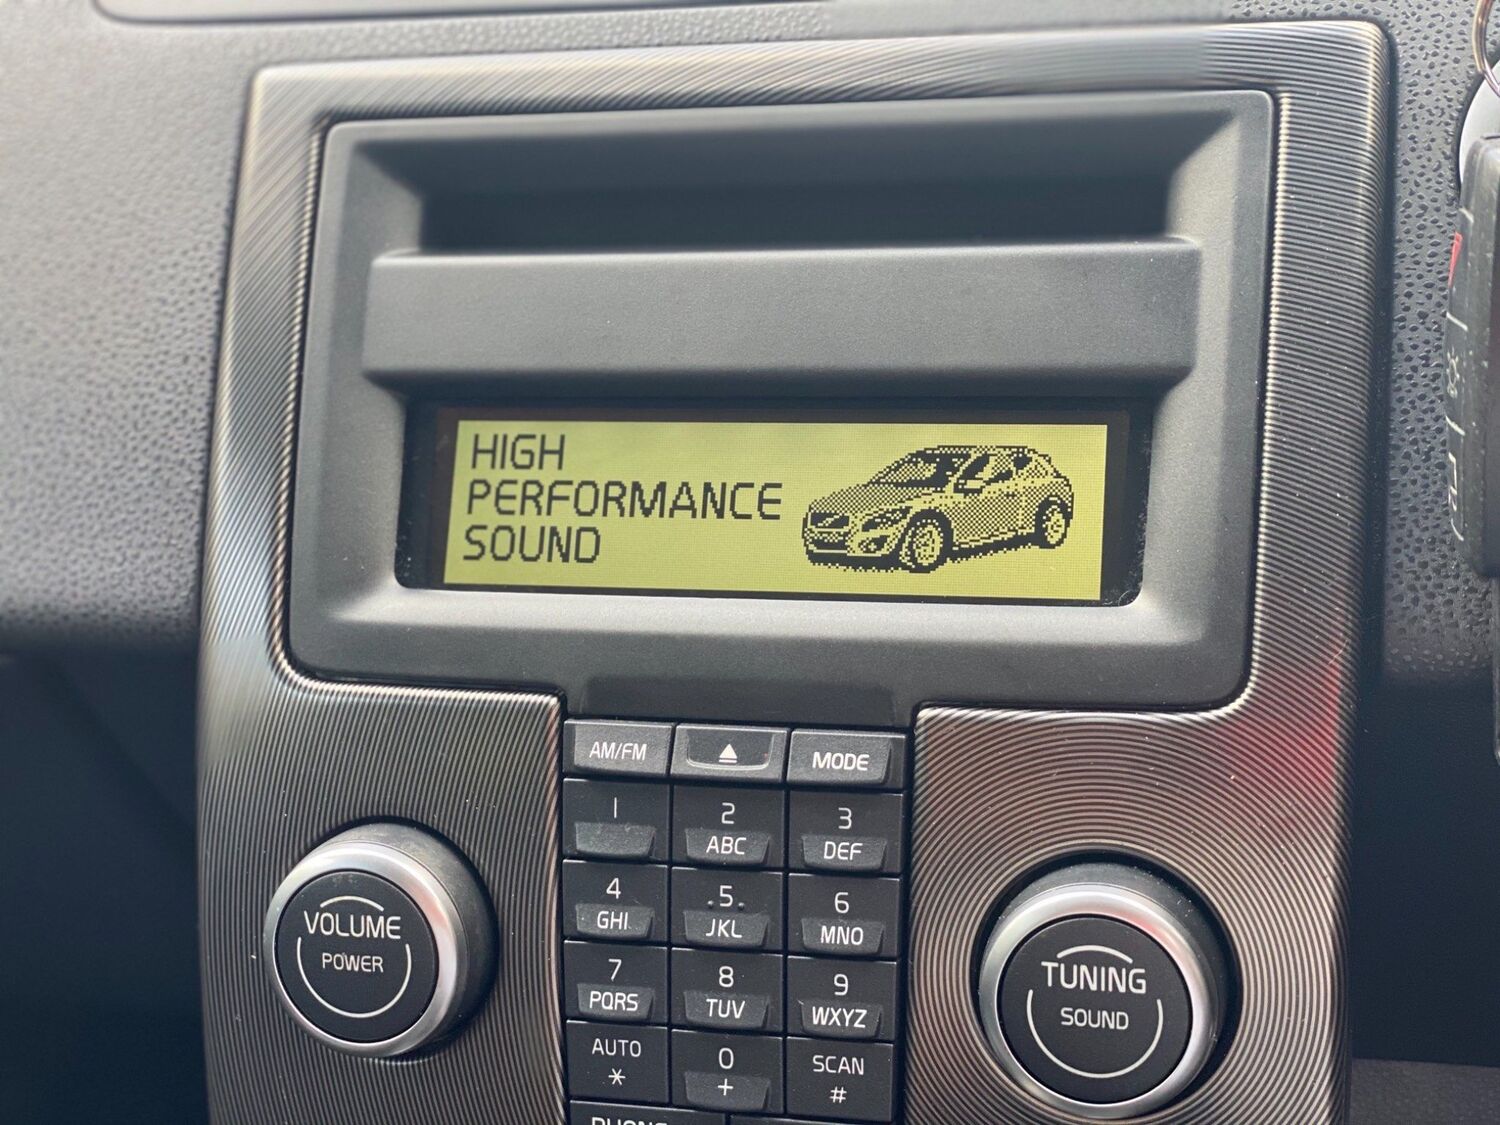 HIGH
PERFORMANCE
SOUND
AM/FM
MODE
1
2
ABC
3
DEF
4
GHI
5
JKL
6
MNO
7
PQRS
8
TUV
9
WXYZ
AUTO
*
0
+
SCAN
#
VOLUME
POWER
TUNING
SOUND